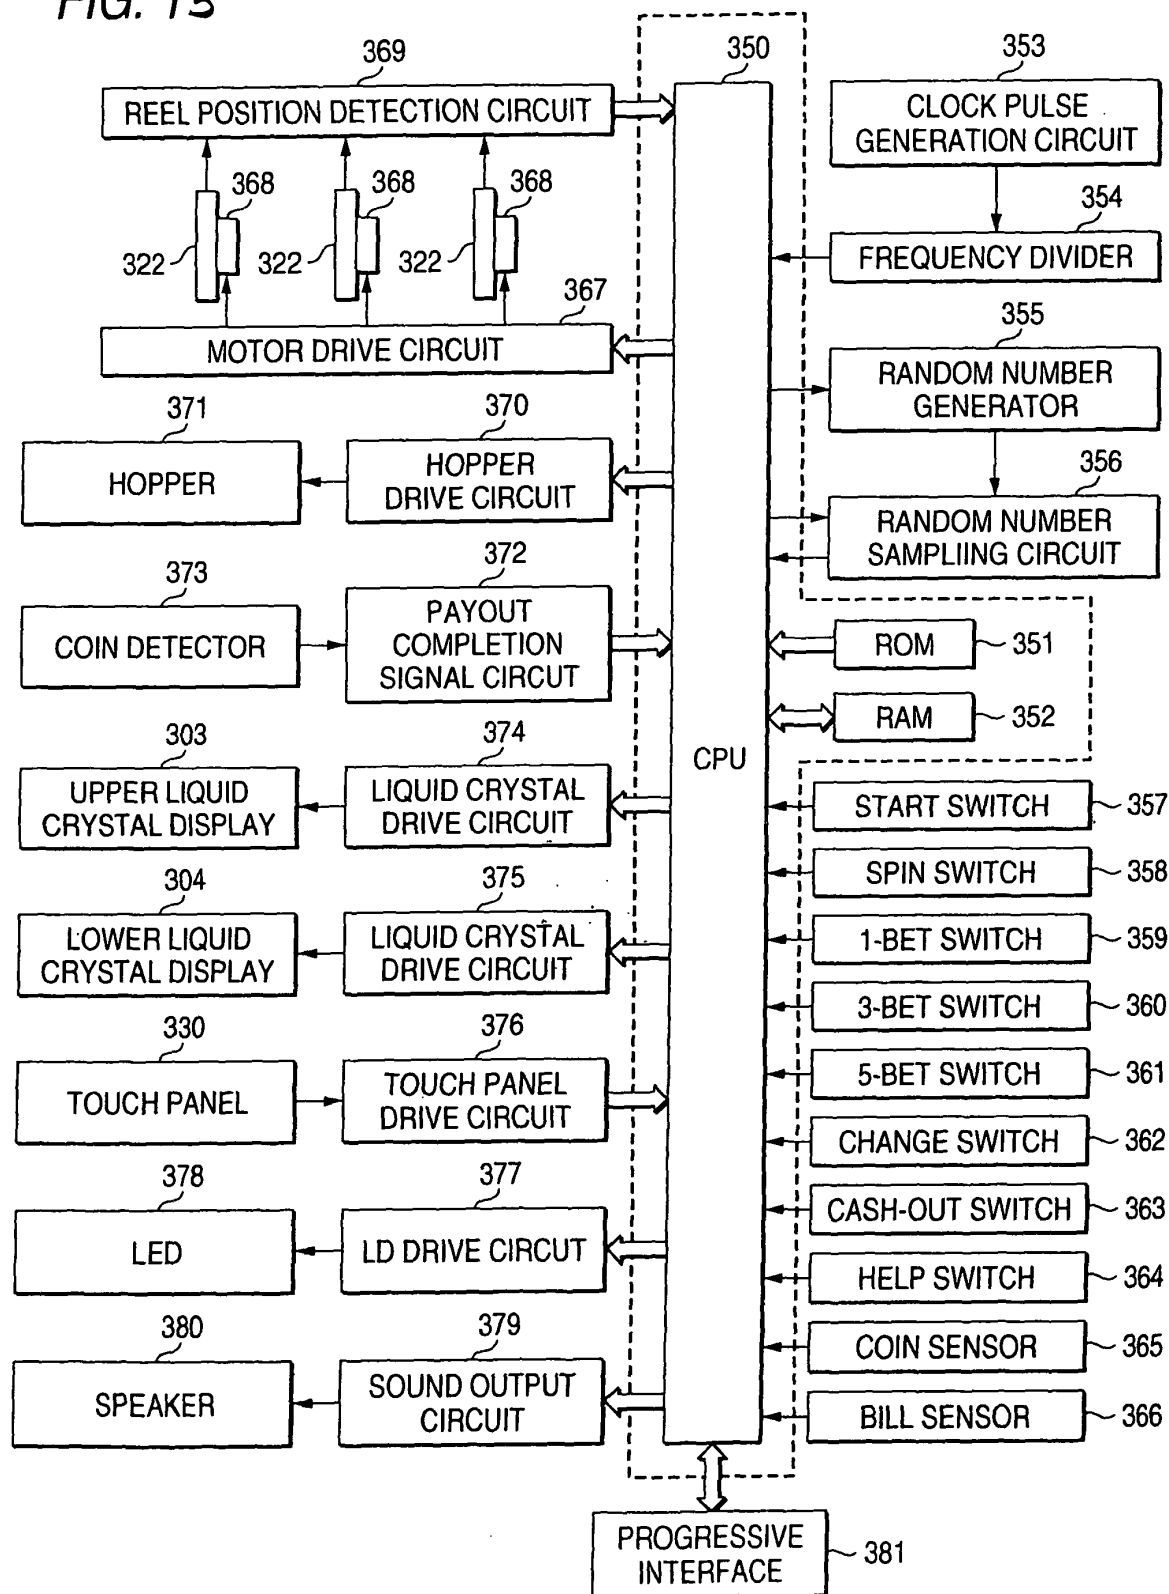 FIG. 13
369
350
353
REEL POSITION DETECTION CIRCUIT
CLOCK PULSE
GENERATION CIRCUIT
368
368
368
354
322
322
322
FREQUENCY DIVIDER
367
355
MOTOR DRIVE CIRCUIT
RANDOM NUMBER
GENERATOR
371
370
HOPPER
HOPPER
DRIVE CIRCUIT
356
RANDOM NUMBER
SAMPLIING CIRCUIT
373
372
COIN DETECTOR
PAYOUT
COMPLETION
SIGNAL CIRCUT
ROM
351
RAM
352
303
374
CPU
UPPER LIQUID
CRYSTAL DISPLAY
LIQUID CRYSTAL
DRIVE CIRCUIT
START SWITCH
357
SPIN SWITCH
358
304
375
LOWER LIQUID
CRYSTAL DISPLAY
LIQUID CRYSTAL
DRIVE CIRCUIT
1-BET SWITCH
359
3-BET SWITCH
360
330
376
TOUCH PANEL
TOUCH PANEL
DRIVE CIRCUIT
5-BET SWITCH
361
CHANGE SWITCH
362
378
377
LED
LD DRIVE CIRCUT
CASH-OUT SWITCH
363
HELP SWITCH
364
380
379
SPEAKER
SOUND OUTPUT
CIRCUIT
COIN SENSOR
365
BILL SENSOR
366
PROGRESSIVE
INTERFACE
381